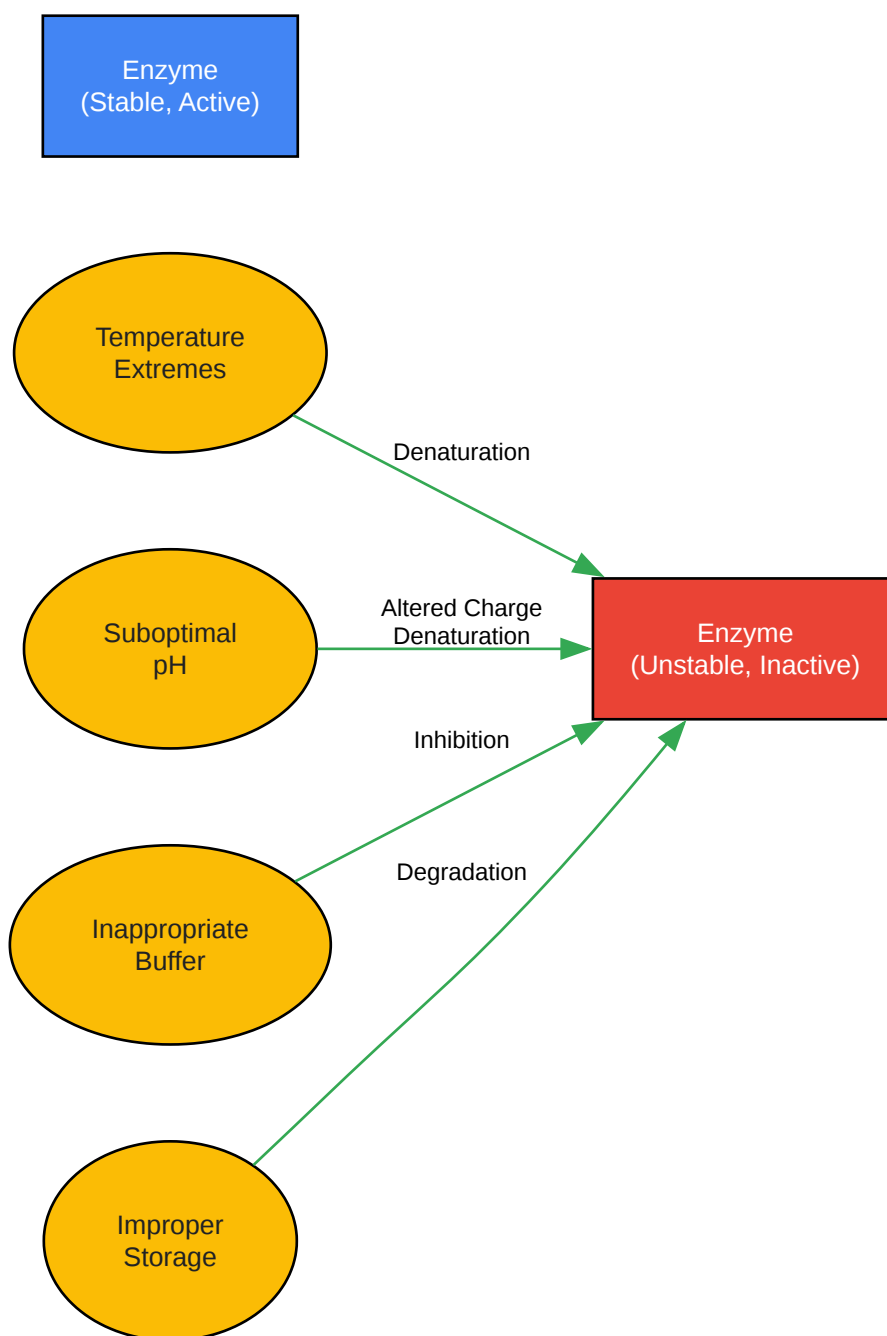 Enzyme
(Stable, Active)
Temperature
Extremes
Denaturation
Suboptimal
pH
Altered Charge
Denaturation
Enzyme
(Unstable, Inactive)
Inhibition
Degradation
Inappropriate
Buffer
Improper
Storage